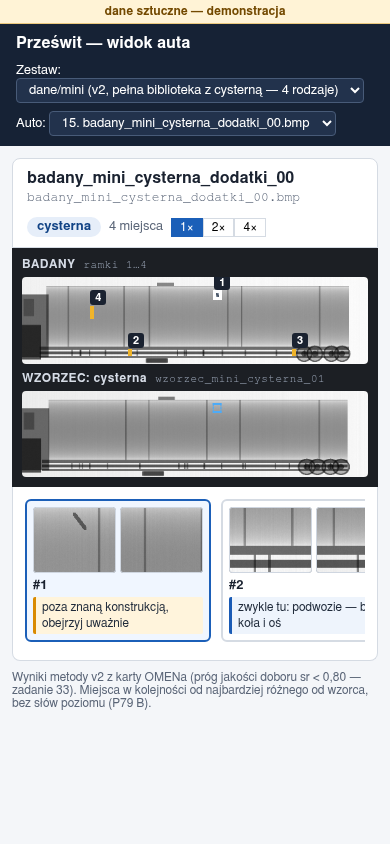 dane sztuczne — demonstracja
Prześwit — widok auta
Zestaw:
dane/mini (v2, pełna biblioteka z cysterną — 4 rodzaje)
Auto: 15. badany_mini_cysterna_dodatki_00.bmp
badany_mini_cysterna_dodatki_00
badany_mini_cysterna_dodatki_00.bmp
cysterna 4 miejsca 1× 2× 4×
BADANY ramki 1…4
1
4
2
3
WZORZEC: cysterna wzorzec_mini_cysterna_01
#1
poza znaną konstrukcją,
obejrzyj uważnie
#2
zwykle tu: podwozie — b
koła i oś
Wyniki metody v2 z karty OMENa (próg jakości doboru sr < 0,80 —
zadanie 33). Miejsca w kolejności od najbardziej różnego od wzorca,
bez słów poziomu (P79 B).